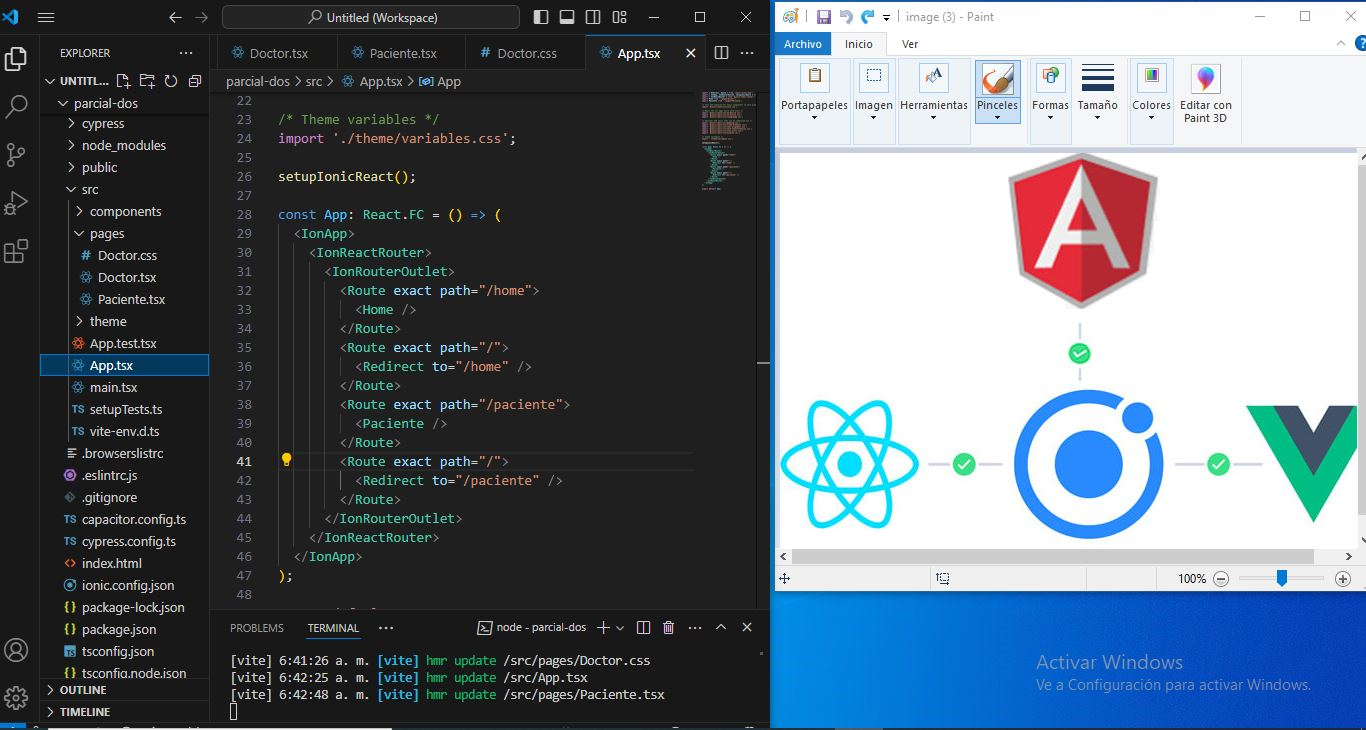 Untitled (Workspace)
EXPLORER
UNTITL...
parcial-dos
cypress
node_modules
public
src
components
pages
# Doctor.css
Doctor.tsx
Paciente.tsx
theme
App.test.tsx
App.tsx
main.tsx
TS setupTests.ts
TS vite-env.d.ts
.browserslistrc
.eslintrc.js
.gitignore
TS capacitor.config.ts
TS cypress.config.ts
<> index.html
ionic.config.json
{} package-lock.json
{} package.json
tsconfig.json
{} tsconfig.node.json
OUTLINE
TIMELINE
Doctor.tsx
Paciente.tsx
# Doctor.css
App.tsx
parcial-dos > src > App.tsx > App
22
23 /* Theme variables */
24 import './theme/variables.css';
25
26 setupIonicReact();
27
28 const App: React.FC = () => (
29 <IonApp>
30 <IonReactRouter>
31 <IonRouterOutlet>
32 <Route exact path="/home">
33 <Home />
34 </Route>
35 <Route exact path="/">
36 <Redirect to="/home" />
37 </Route>
38 <Route exact path="/paciente">
39 <Paciente />
40 </Route>
41 <Route exact path="/">
42 <Redirect to="/paciente" />
43 </Route>
44 </IonRouterOutlet>
45 </IonReactRouter>
46 </IonApp>
47 );
48
PROBLEMS TERMINAL ... node - parcial-dos
[vite] 6:41:26 a. m. [vite] hmr update /src/pages/Doctor.css
[vite] 6:42:25 a. m. [vite] hmr update /src/App.tsx
[vite] 6:42:48 a. m. [vite] hmr update /src/pages/Paciente.tsx
image (3) - Paint
Archivo Inicio Ver
Portapapeles
Imagen
Herramientas
Pinceles
Formas
Tamaño
Colores
Editar con
Paint 3D
A
100%
Activar Windows
Ve a Configuración para activar Windows.